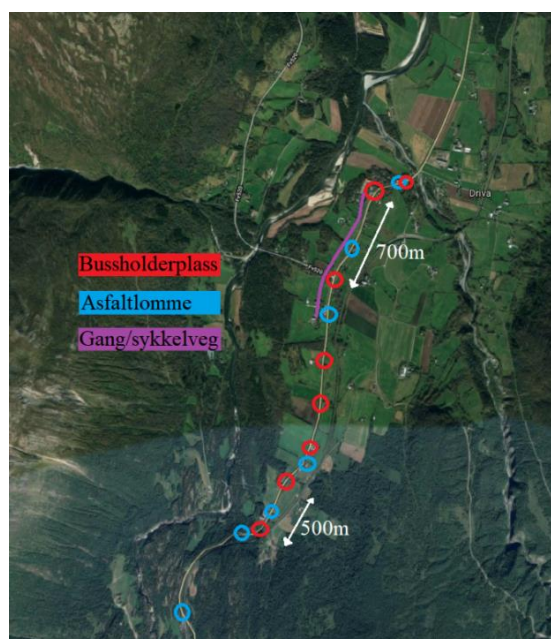 Driva
700m
Bussholderplass
Asfaltlomme
Gang/sykkelveg
500m